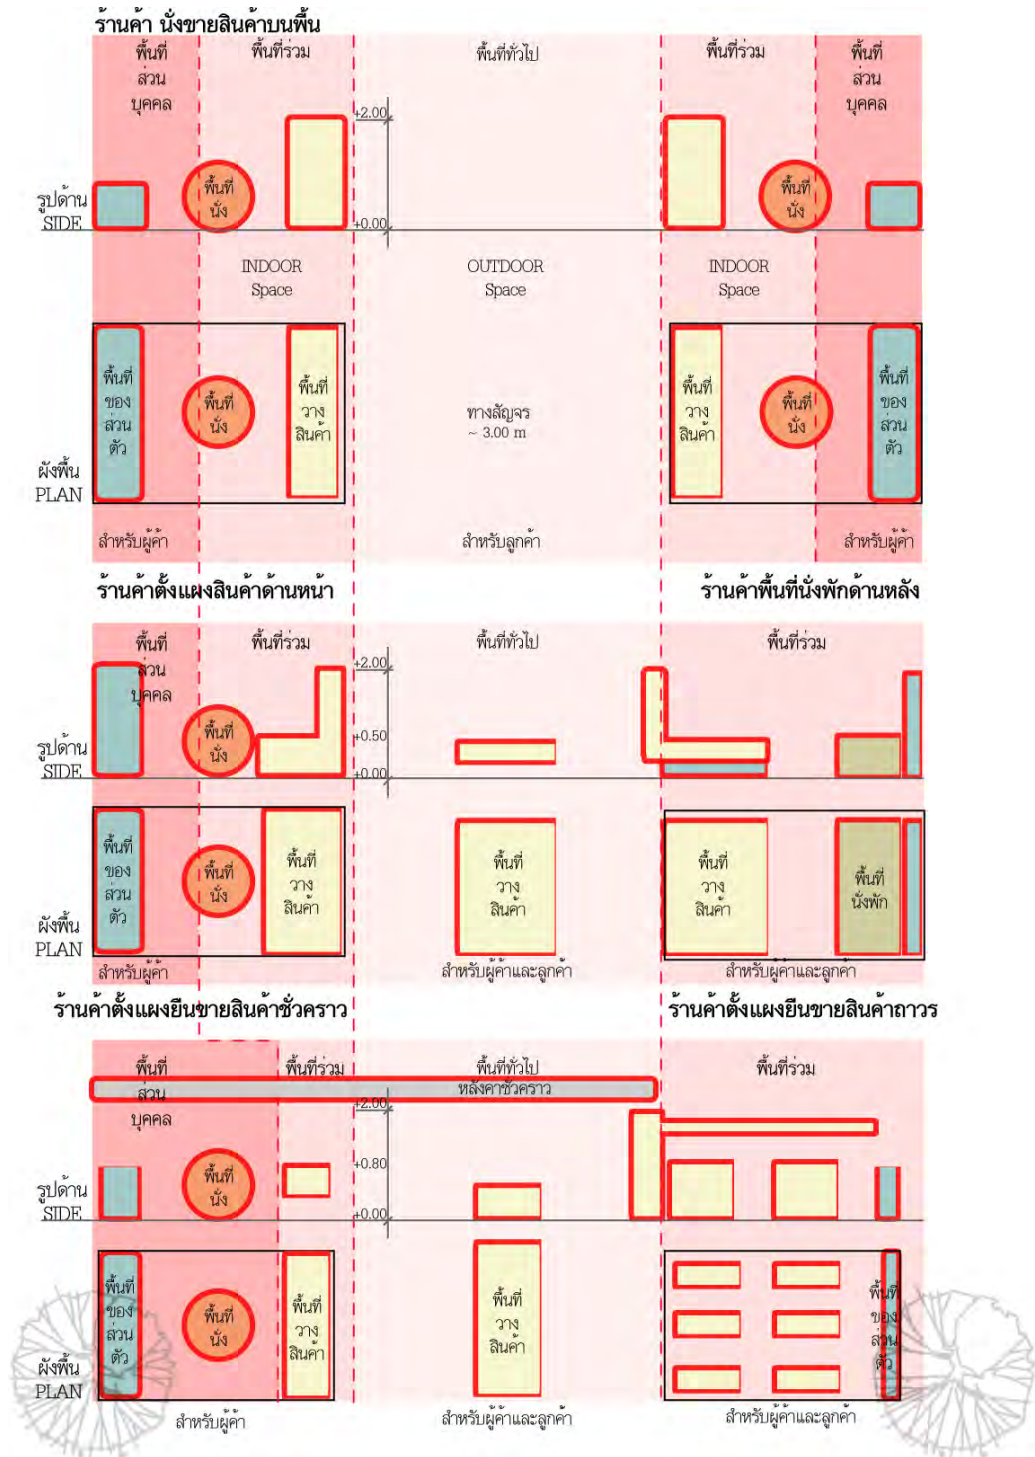 ร้านค้า นั่งขายสินค้าบนพื้น
พื้นที่
ส่วน
บุคคล
พื้นที่ร่วม
พื้นที่ทั่วไป
พื้นที่ร่วม
พื้นที่
ส่วน
บุคคล
+2.00
พื้นที่
นั่ง
พื้นที่
นั่ง
รูปด้าน
SIDE
+0.00
INDOOR
Space
OUTDOOR
Space
INDOOR
Space
พื้นที่
ของ
ส่วน
ตัว
พื้นที่
นั่ง
พื้นที่
วาง
สินค้า
ทางสัญจร
~ 3.00 m
พื้นที่
วาง
สินค้า
พื้นที่
นั่ง
พื้นที่
ของ
ส่วน
ตัว
ผังพื้น
PLAN
สำหรับผู้ค้า
สำหรับลูกค้า
สำหรับผู้ค้า
ร้านค้าตั้งแผงสินค้าด้านหน้า
ร้านค้าพื้นที่นั่งพักด้านหลัง
พื้นที่
ส่วน
บุคคล
พื้นที่ร่วม
พื้นที่ทั่วไป
พื้นที่ร่วม
+2.00
+0.50
+0.00
พื้นที่
นั่ง
รูปด้าน
SIDE
พื้นที่
ของ
ส่วน
ตัว
พื้นที่
นั่ง
พื้นที่
วาง
สินค้า
พื้นที่
วาง
สินค้า
พื้นที่
วาง
สินค้า
พื้นที่
นั่งพัก
ผังพื้น
PLAN
สำหรับผู้ค้า
สำหรับผู้ค้าและลูกค้า
สำหรับผู้ค้าและลูกค้า
ร้านค้าตั้งแผงยืนขายสินค้าชั่วคราว
ร้านค้าตั้งแผงยืนขายสินค้าถาวร
พื้นที่
ส่วน
บุคคล
พื้นที่ร่วม
พื้นที่ทั่วไป
หลังคาชั่วคราว
พื้นที่ร่วม
+2.00
+0.80
+0.00
พื้นที่
นั่ง
รูปด้าน
SIDE
พื้นที่
ของ
ส่วน
ตัว
พื้นที่
นั่ง
พื้นที่
วาง
สินค้า
พื้นที่
วาง
สินค้า
พื้นที่
ของ
ส่วน
ตัว
ผังพื้น
PLAN
สำหรับผู้ค้า
สำหรับผู้ค้าและลูกค้า
สำหรับผู้ค้าและลูกค้า